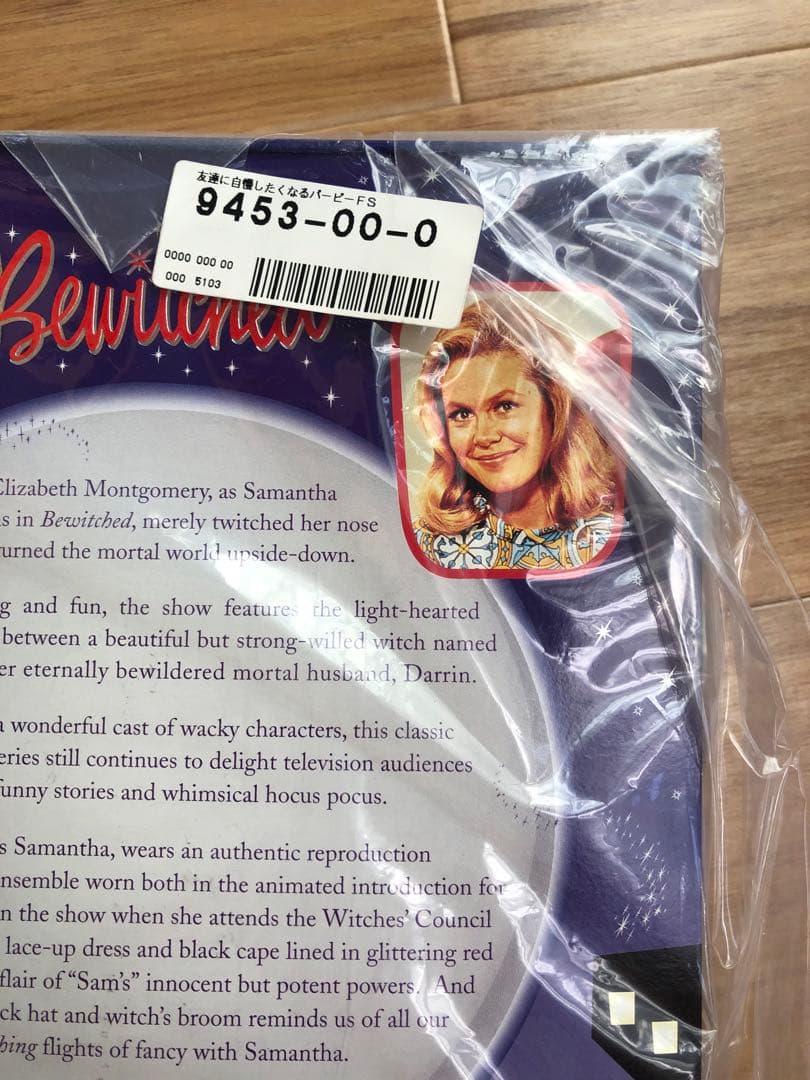 友達に自慢したくなるバービーFS
9453-00-0
0000 000 00
000 5103
Bewitched
Elizabeth Montgomery, as Samantha
s in Bewitched, merely twitched her nose
turned the mortal world upside-down.
g and fun, the show features the light-hearted
between a beautiful but strong-willed witch named
er eternally bewildered mortal husband, Darrin.
a wonderful cast of wacky characters, this classic
eries still continues to delight television audiences
funny stories and whimsical hocus pocus.
s Samantha, wears an authentic reproduction
nsemble worn both in the animated introduction for
n the show when she attends the Witches' Council
lace-up dress and black cape lined in glittering red
flair of "Sam's" innocent but potent powers. And
ck hat and witch's broom reminds us of all our
hing flights of fancy with Samantha.